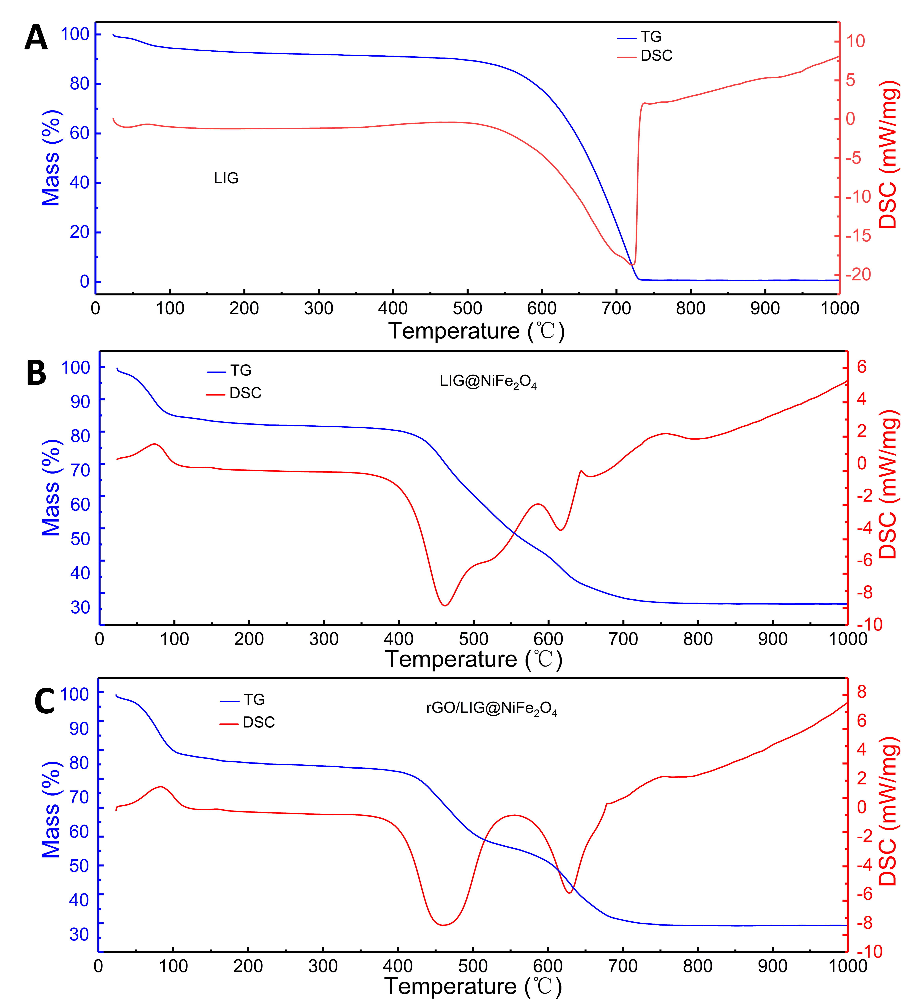 A
TG
DSC
LIG
Mass (%)
100
80
60
40
20
0
10
5
0
-5
-10
-15
-20
DSC (mW/mg)
0 100 200 300 400 500 600 700 800 900 1000
Temperature (℃)
B
TG
DSC
LIG@NiFe₂O₄
Mass (%)
100
90
80
70
60
50
40
30
6
4
2
0
-2
-4
-6
-8
-10
DSC (mW/mg)
0 100 200 300 400 500 600 700 800 900 1000
Temperature (℃)
C
TG
DSC
rGO/LIG@NiFe₂O₄
Mass (%)
100
90
80
70
60
50
40
30
8
6
4
2
0
-2
-4
-6
-8
-10
DSC (mW/mg)
0 100 200 300 400 500 600 700 800 900 1000
Temperature (℃)